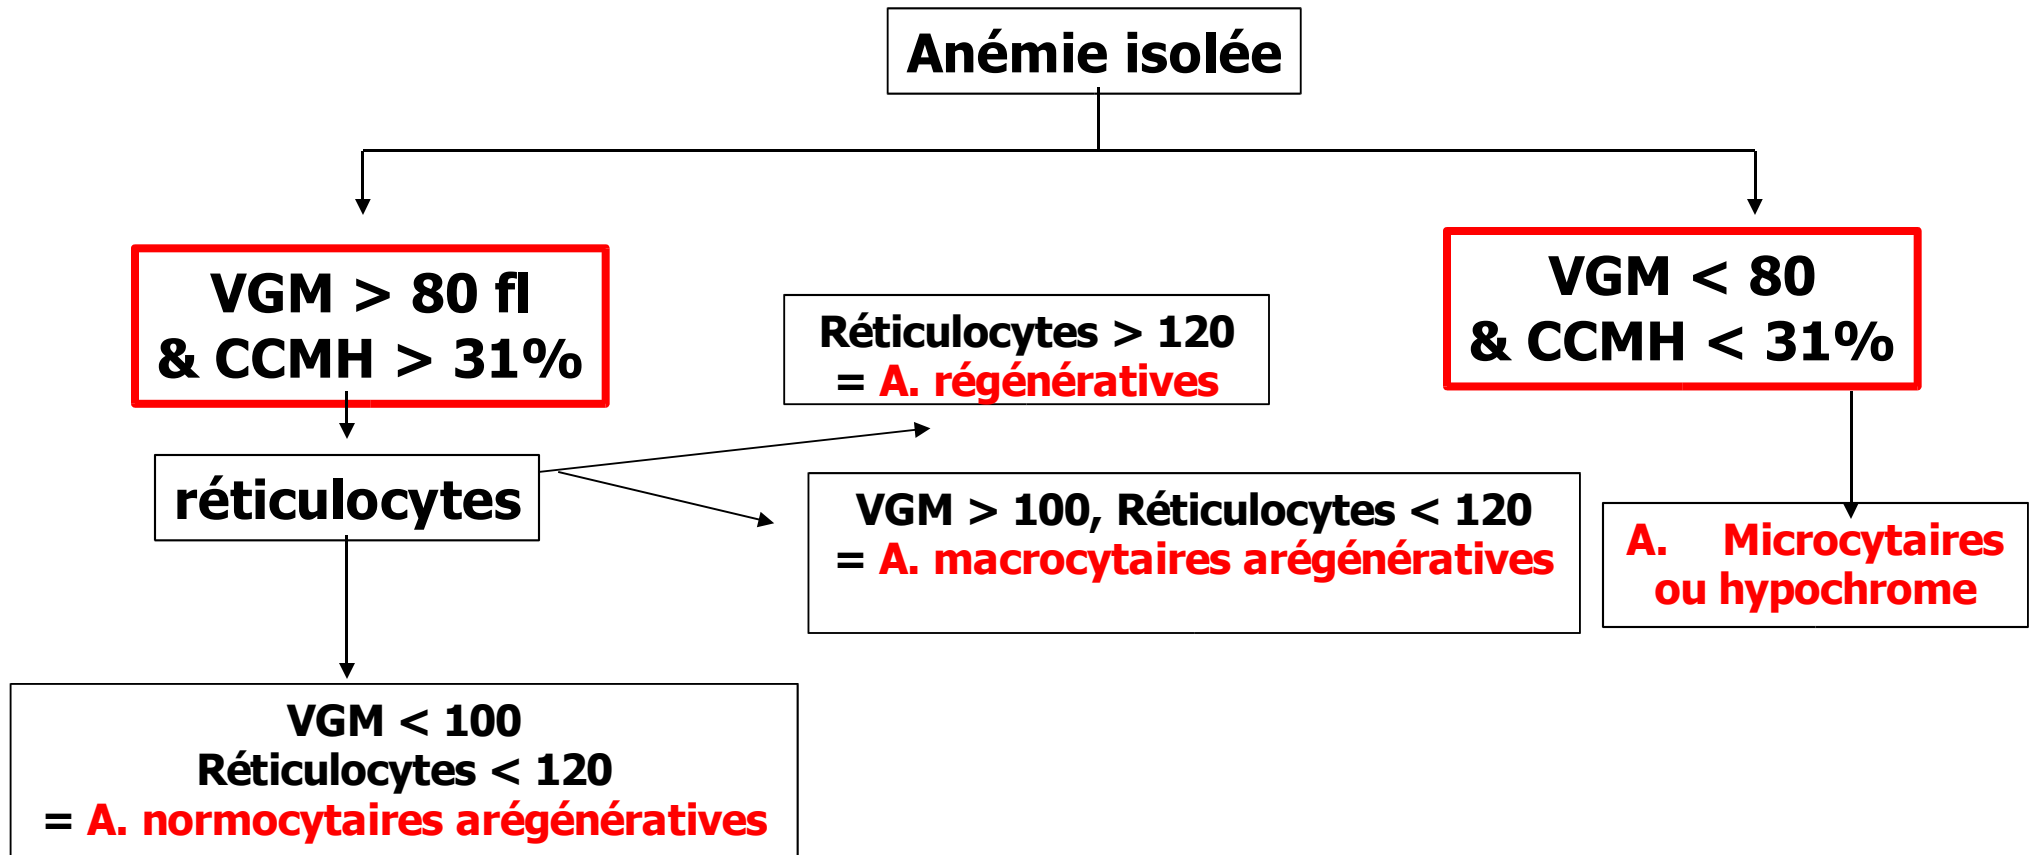 Anémie isolée
VGM > 80 fl
& CCMH > 31%
VGM < 80
& CCMH < 31%
Réticulocytes > 120
= A. régénératives
réticulocytes
VGM > 100, Réticulocytes < 120
= A. macrocytaires arégénératives
A. Microcytaires
ou hypochrome
VGM < 100
Réticulocytes < 120
= A. normocytaires arégénératives